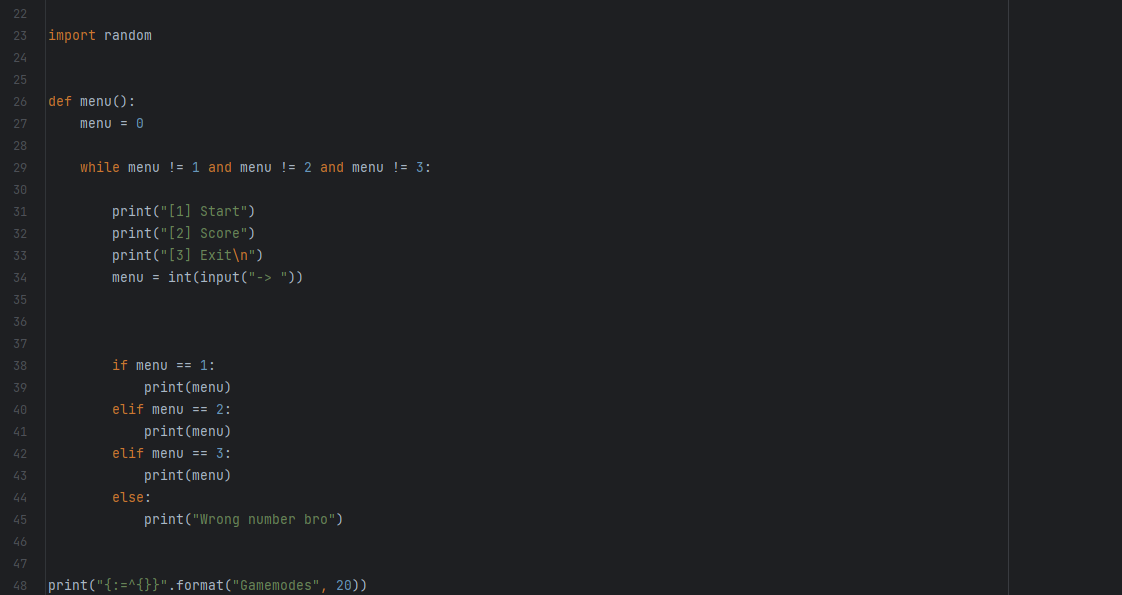 22
23 import random
24
25
26 def menu():
27     menu = 0
28
29     while menu != 1 and menu != 2 and menu != 3:
30
31         print("[1] Start")
32         print("[2] Score")
33         print("[3] Exit\n")
34         menu = int(input("-> "))
35
36
37
38         if menu == 1:
39             print(menu)
40         elif menu == 2:
41             print(menu)
42         elif menu == 3:
43             print(menu)
44         else:
45             print("Wrong number bro")
46
47
48 print("{:=^{}}".format("Gamemodes", 20))